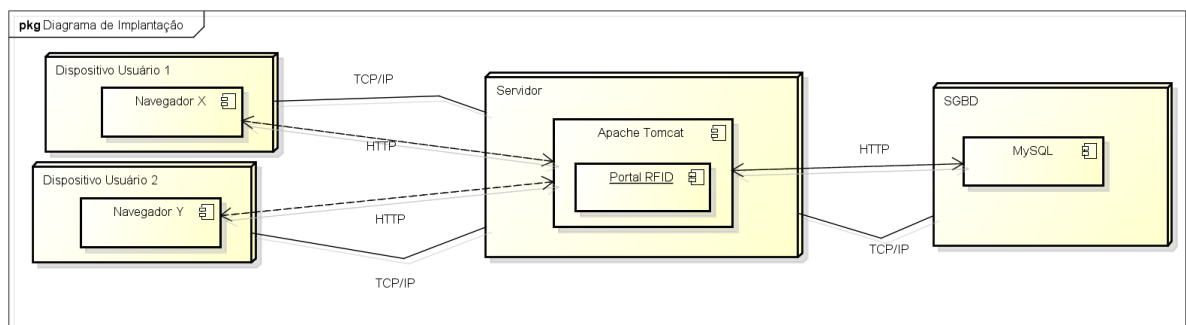 pkg Diagrama de Implantação
Dispositivo Usuário 1
Navegador X
TCP/IP
HTTP
Dispositivo Usuário 2
Navegador Y
HTTP
TCP/IP
Servidor
Apache Tomcat
Portal RFID
HTTP
TCP/IP
SGBD
MySQL